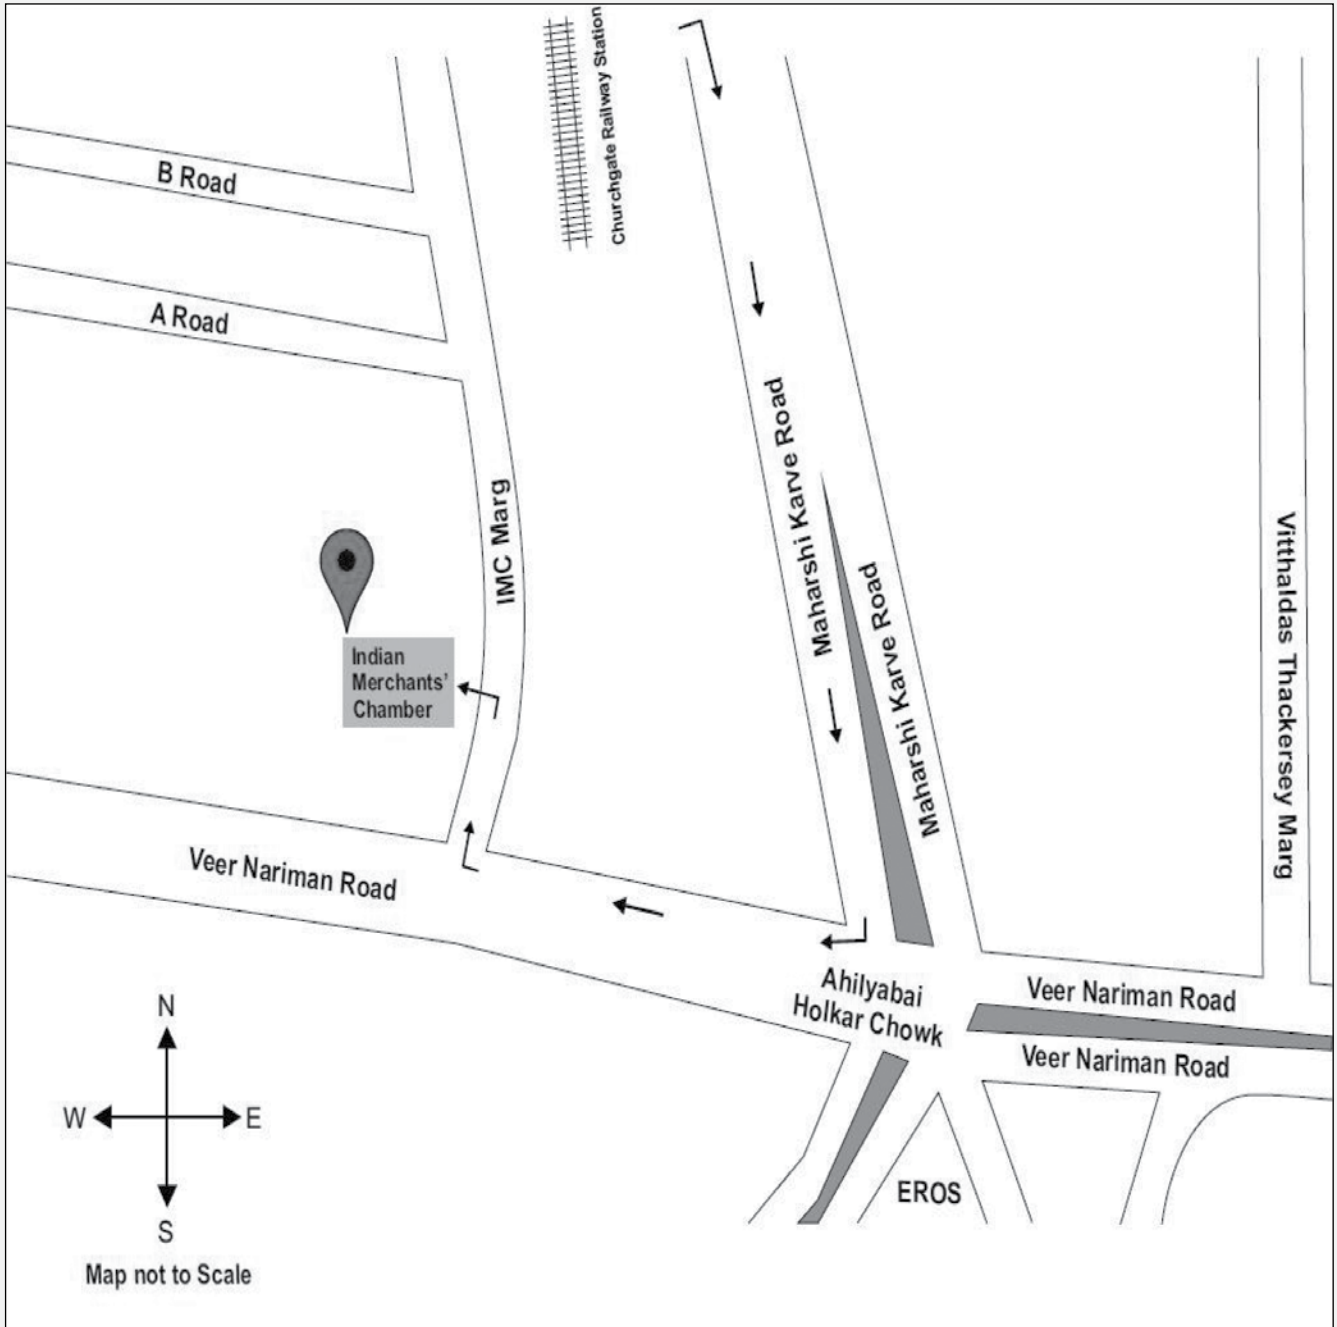 Churchgate Railway Station
B Road
A Road
Maharshi Karve Road
IMC Marg
Maharshi Karve Road
Vitthaldas Thackersey Marg
Indian
Merchants'
Chamber
Veer Nariman Road
Ahilyabai
Holkar Chowk
Veer Nariman Road
Veer Nariman Road
EROS
N
W
E
S
Map not to Scale